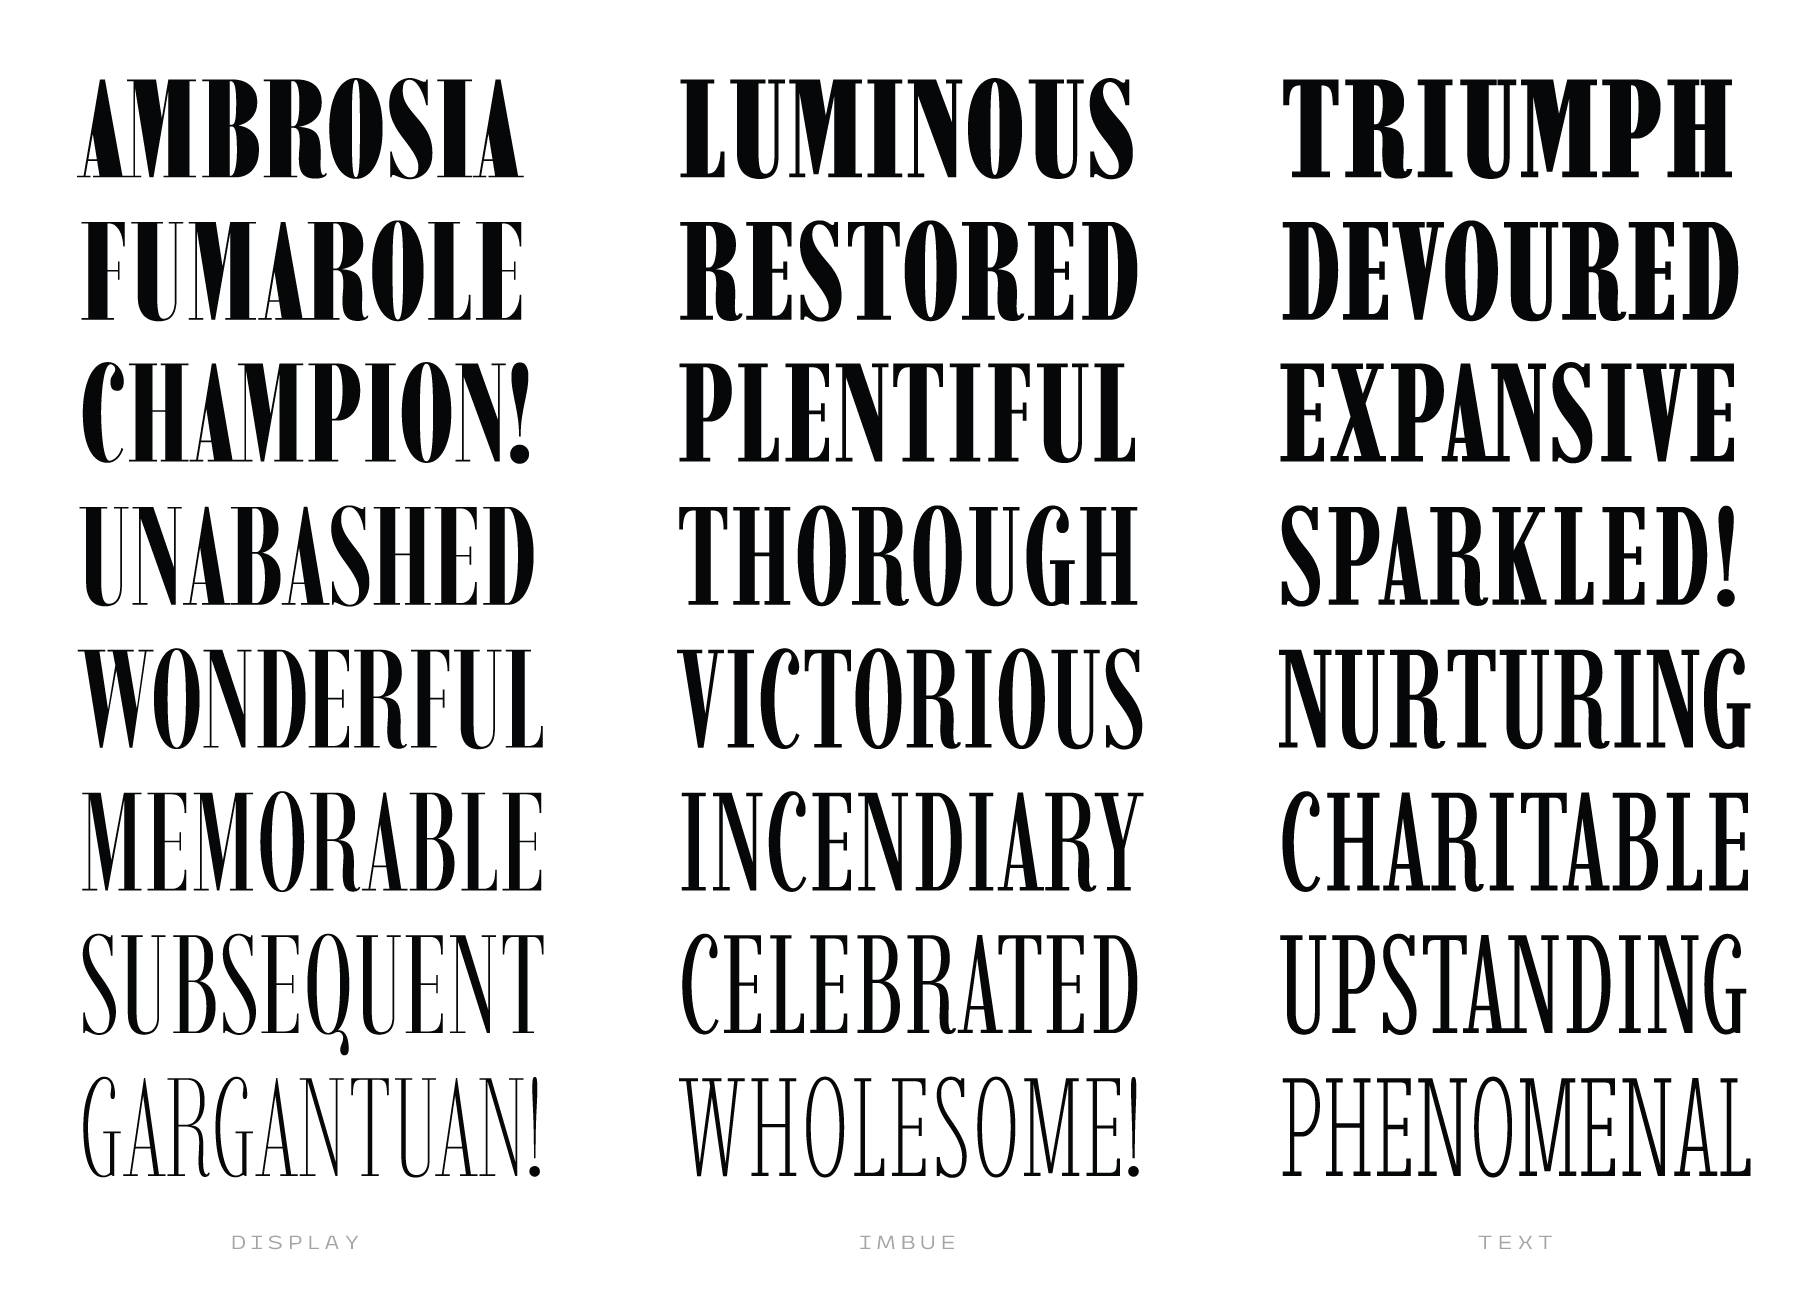 AMBROSIA
FUMAROLE
CHAMPION!
UNABASHED
WONDERFUL
MEMORABLE
SUBSEQUENT
GARGANTUAN!
DISPLAY
LUMINOUS
RESTORED
PLENTIFUL
THOROUGH
VICTORIOUS
INCENDIARY
CELEBRATED
WHOLESOME!
IMBUE
TRIUMPH
DEVOURED
EXPANSIVE
SPARKLED!
NURTURING
CHARITABLE
UPSTANDING
PHENOMENAL
TEXT